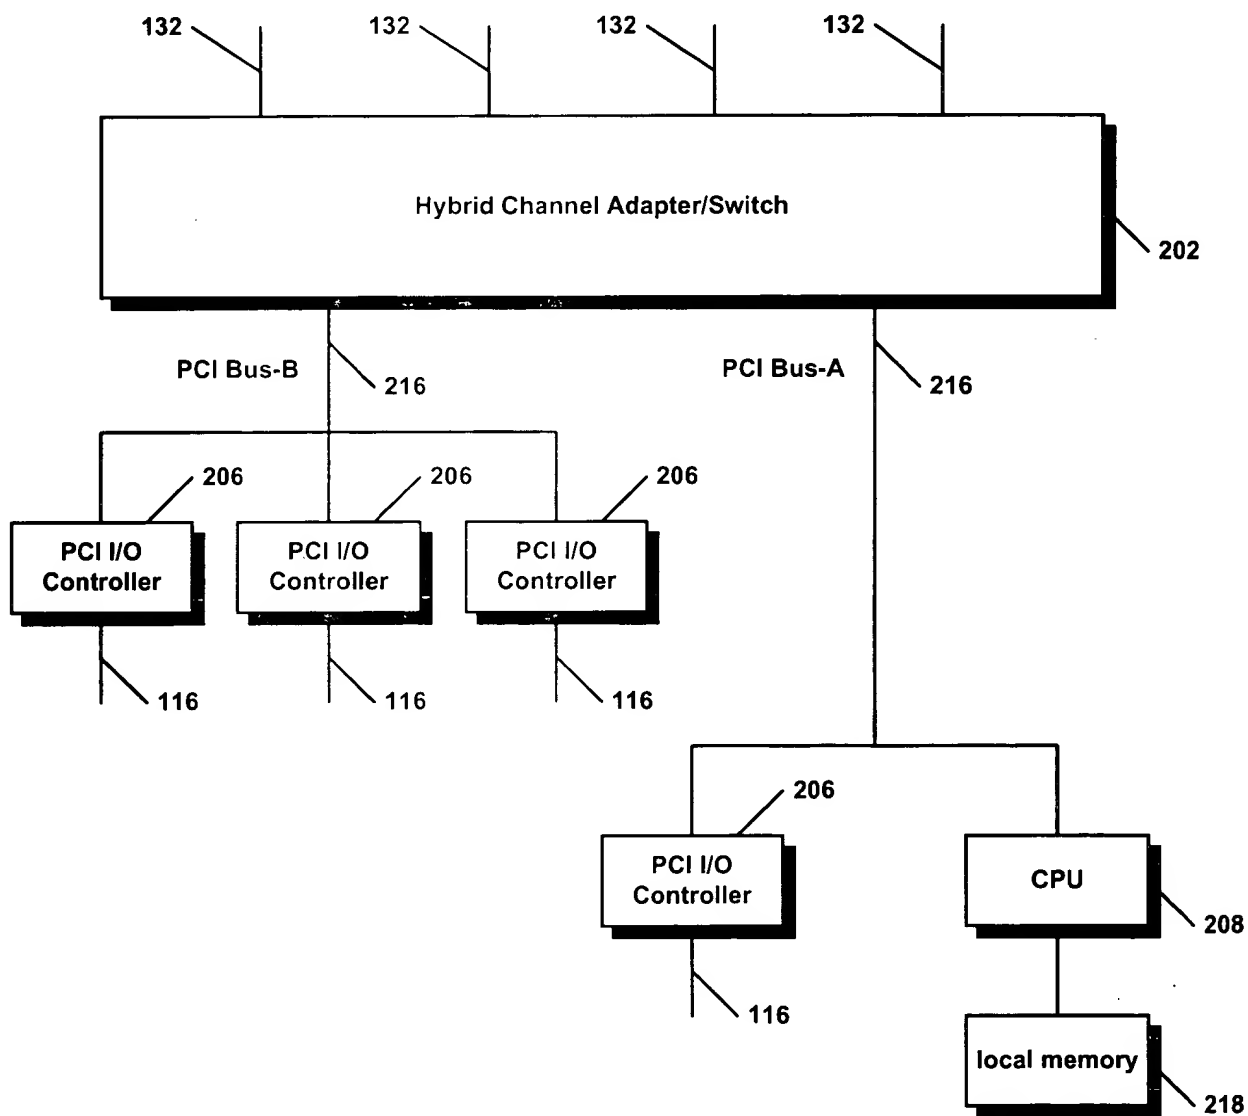 132 132 132 132
Hybrid Channel Adapter/Switch
202
PCI Bus-B
216
PCI Bus-A
216
206 206 206
PCI I/O
Controller
PCI I/O
Controller
PCI I/O
Controller
116 116 116
206
PCI I/O
Controller
CPU
208
116
local memory
218